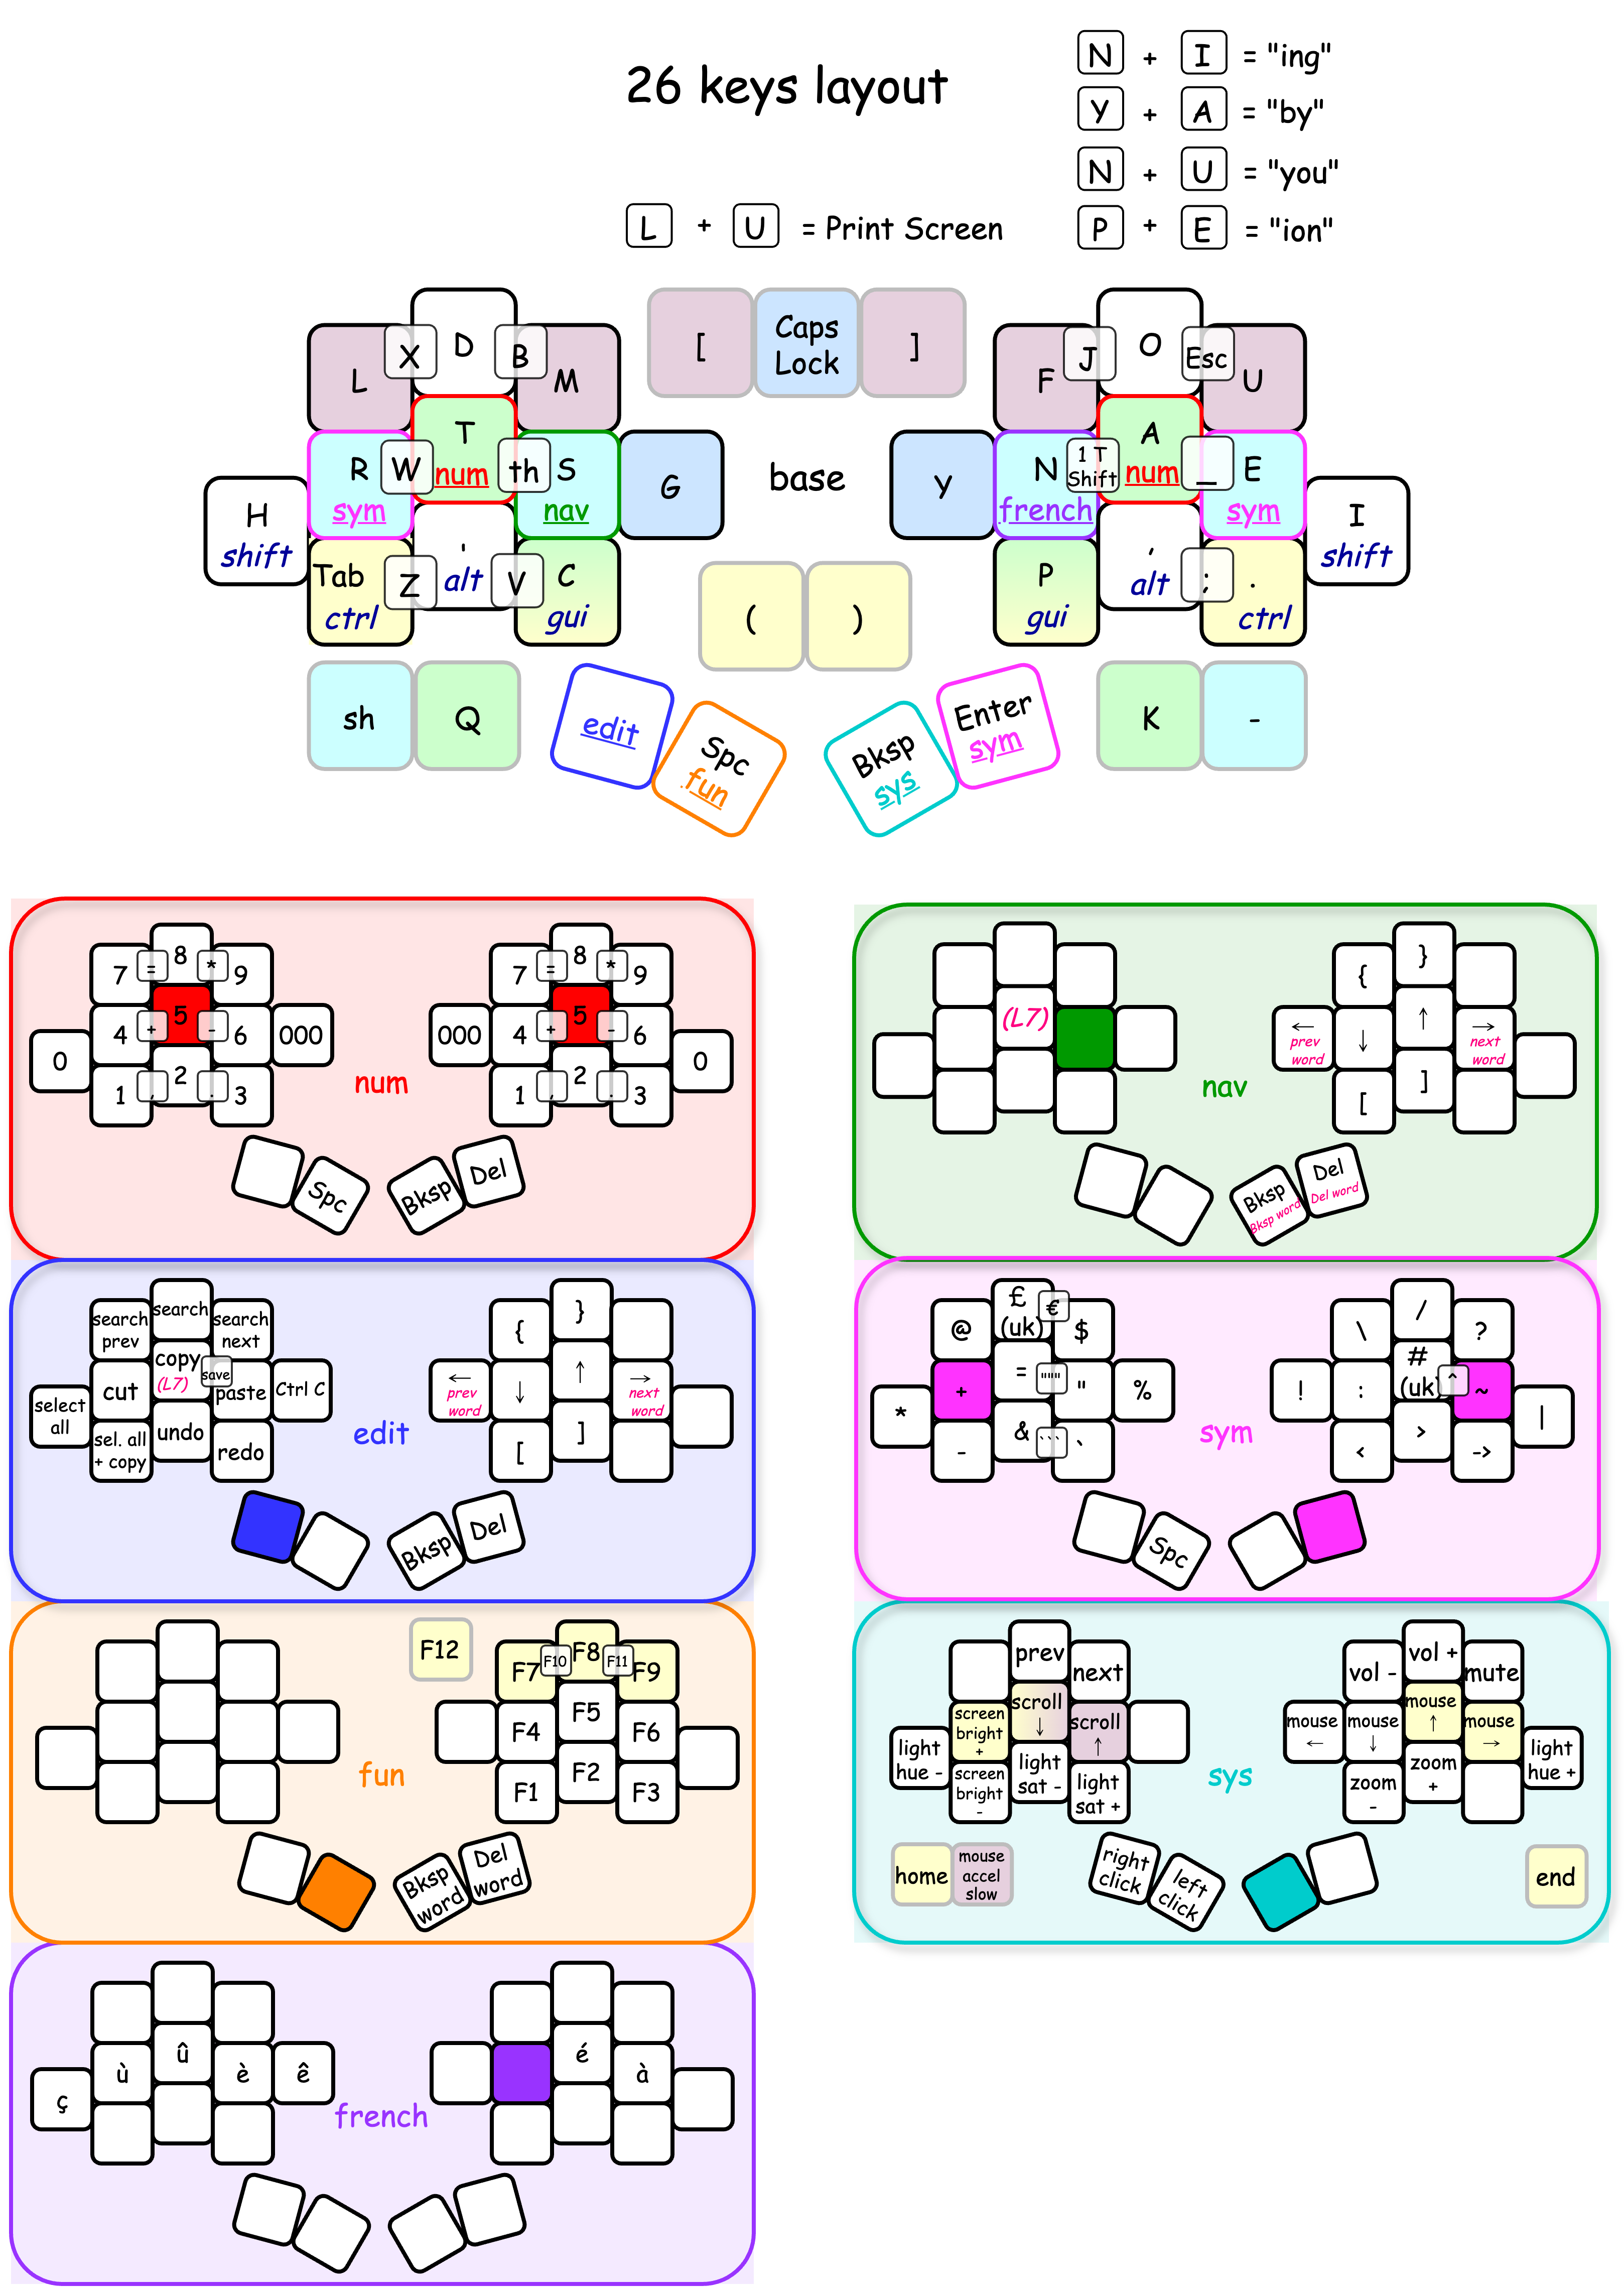 26 keys layout
N + I = "ing"
Y + A = "by"
N + U = "you"
P + E = "ion"
L + U = Print Screen
L X D B M
[ Caps Lock ]
F J O Esc U
H shift
R sym W T num th S nav G
base
Y N french 1 T Shift A num _ E sym
I shift
Tab ctrl Z ' alt V C gui
( )
P gui , alt ; . ctrl
sh Q edit Spc fun
Bksp sys Enter sym K -
7 = 8 * 9
0 4 + 5 - 6 000
1 , 2 . 3
num
7 = 8 * 9
000 4 + 5 - 6 0
1 , 2 . 3
Spc Bksp Del
(L7)
nav
{ }
← prev word ↓ ↑ → next word
[ ]
Bksp Bksp word Del Del word
search prev search search next
select all cut copy (L7) save paste Ctrl C
sel. all + copy undo redo
edit
{ }
← prev word ↓ ↑ → next word
[ ]
Bksp Del
@ £ (uk) € $
* + = """ " %
- & ``` `
sym
\ / ?
! : # (uk) ^ ~ |
< > ->
Spc
F12 F7 F10 F8 F11 F9
F4 F5 F6
F1 F2 F3
fun
Bksp word Del word
prev next
light hue - screen bright + scroll ↓ scroll ↑
screen bright - light sat - light sat +
sys
vol - vol + mute
mouse ← mouse ↓ mouse ↑ mouse →
zoom - zoom + light hue +
home mouse accel slow right click left click end
ç ù û è ê
french
é à